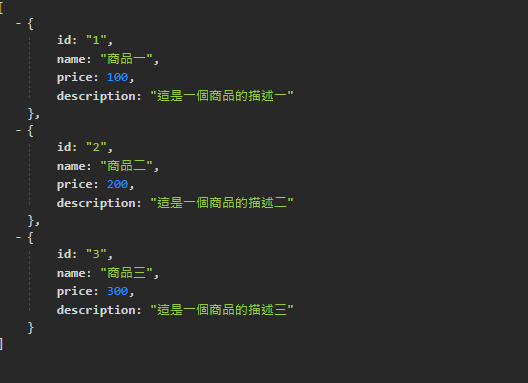 [
- {
id: "1",
name: "商品一",
price: 100,
description: "這是一個商品的描述一"
},
- {
id: "2",
name: "商品二",
price: 200,
description: "這是一個商品的描述二"
},
- {
id: "3",
name: "商品三",
price: 300,
description: "這是一個商品的描述三"
}
]